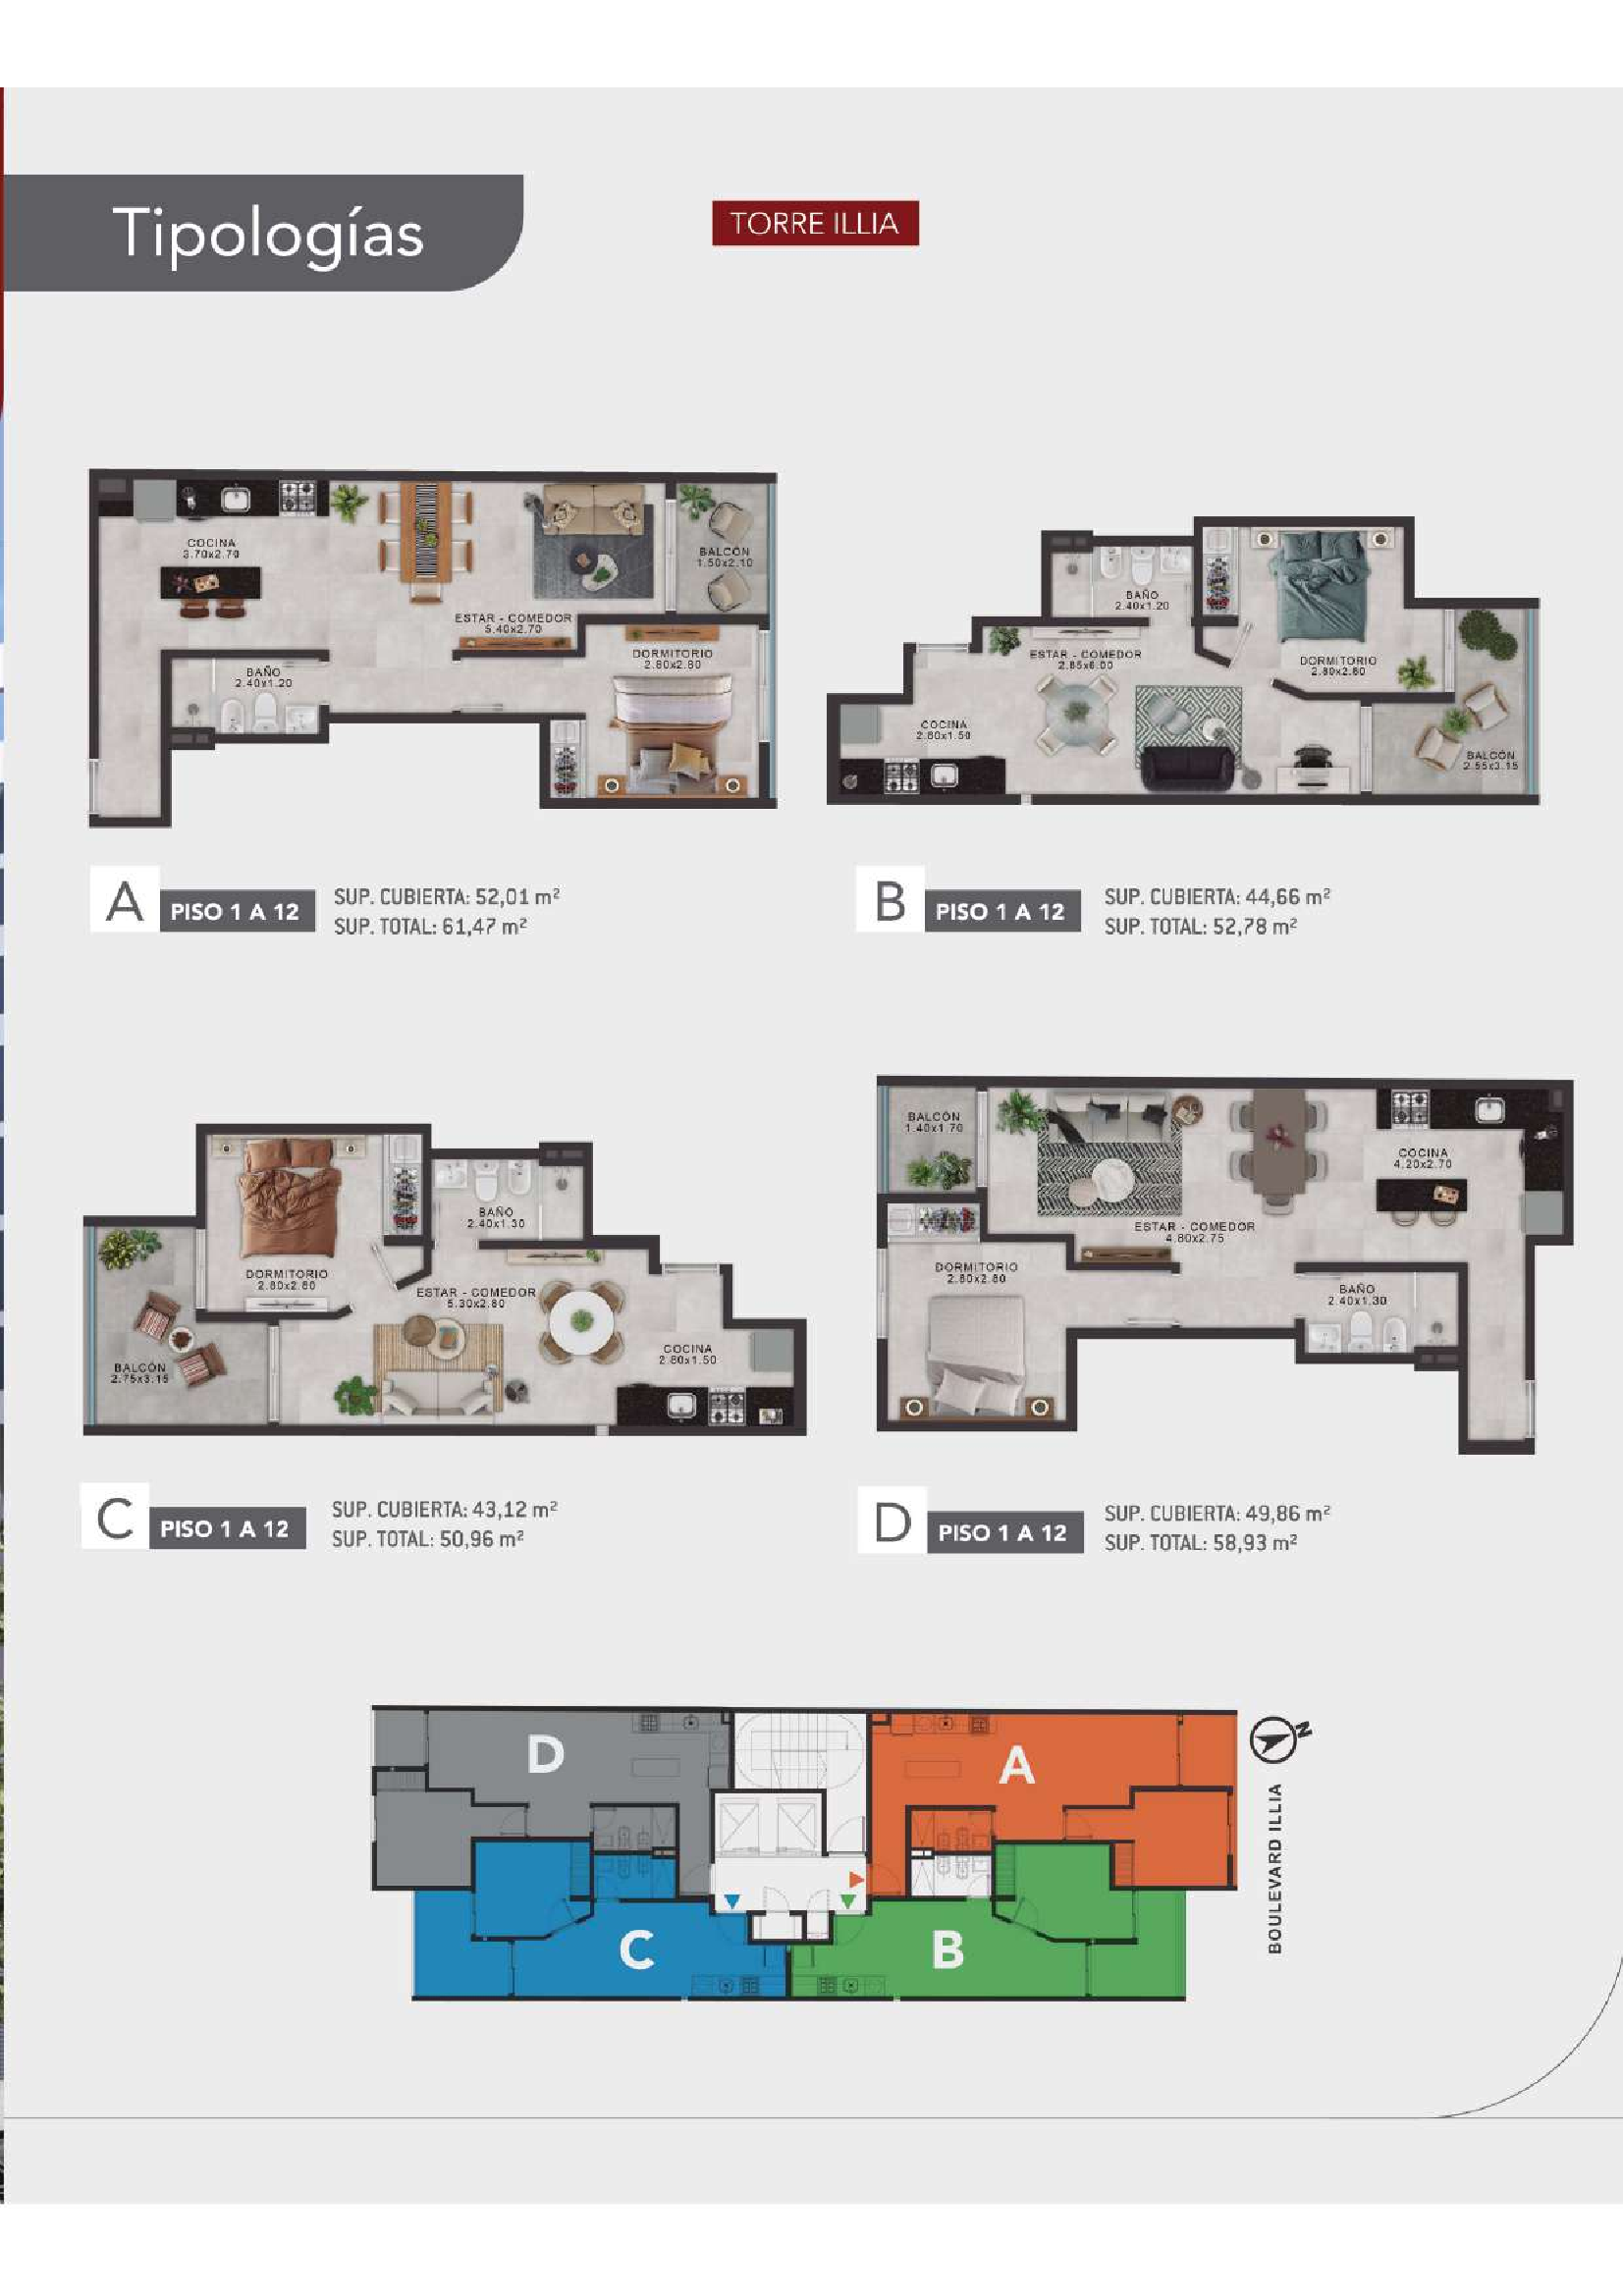 Tipologías
TORRE ILLIA
COCINA
3.70x2.70
BALCÓN
1.50x2.10
ESTAR - COMEDOR
5.40x2.70
DORMITORIO
2.80x2.80
BAÑO
2.40x1.20
BAÑO
2.40x1.20
ESTAR - COMEDOR
2.85x6.00
DORMITORIO
2.80x2.80
COCINA
2.80x1.50
BALCÓN
2.55x3.15
A
PISO 1 A 12
SUP. CUBIERTA: 52,01 m²
SUP. TOTAL: 61,47 m²
B
PISO 1 A 12
SUP. CUBIERTA: 44,66 m²
SUP. TOTAL: 52,78 m²
BAÑO
2.40x1.30
DORMITORIO
2.80x2.80
ESTAR - COMEDOR
5.30x2.80
COCINA
2.80x1.50
BALCÓN
2.75x3.15
BALCÓN
1.40x1.70
COCINA
4.20x2.70
ESTAR - COMEDOR
4.80x2.75
DORMITORIO
2.80x2.80
BAÑO
2.40x1.30
C
PISO 1 A 12
SUP. CUBIERTA: 43,12 m²
SUP. TOTAL: 50,96 m²
D
PISO 1 A 12
SUP. CUBIERTA: 49,86 m²
SUP. TOTAL: 58,93 m²
D
A
C
B
N
BOULEVARD ILLIA